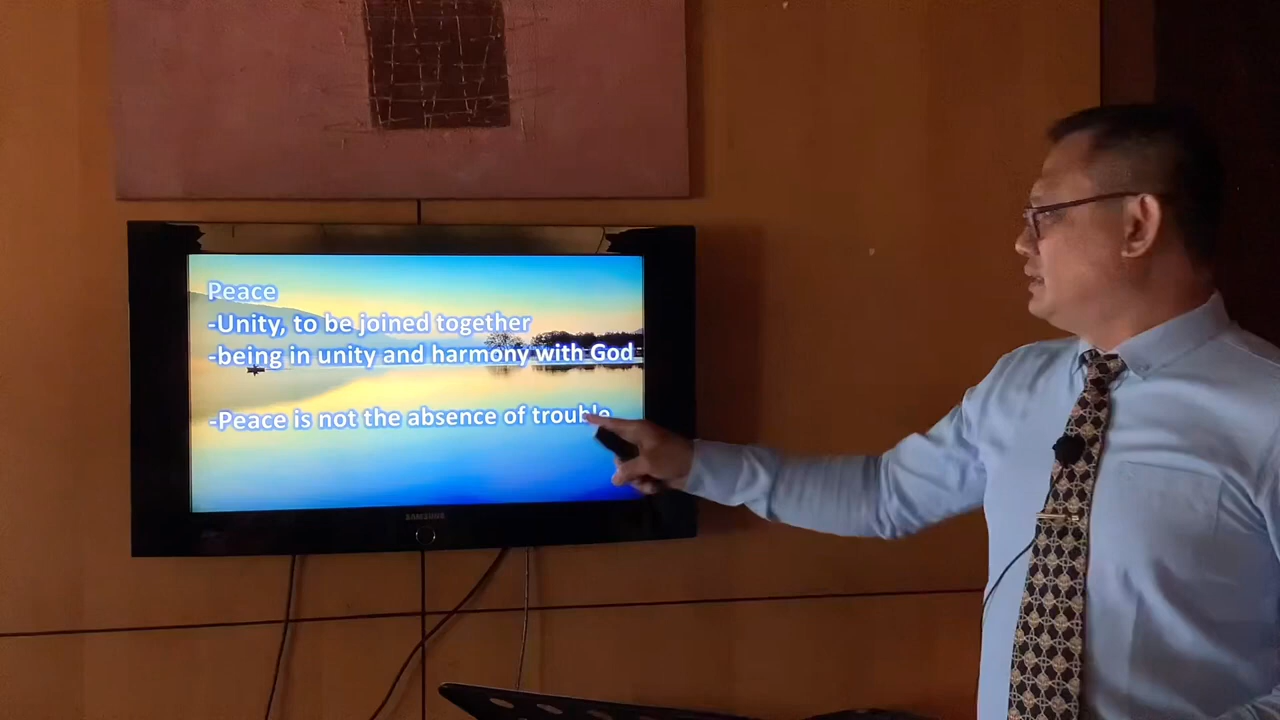 Peace
-Unity, to be joined together
-being in unity and harmony with God
-Peace is not the absence of trouble
SAMSUNG